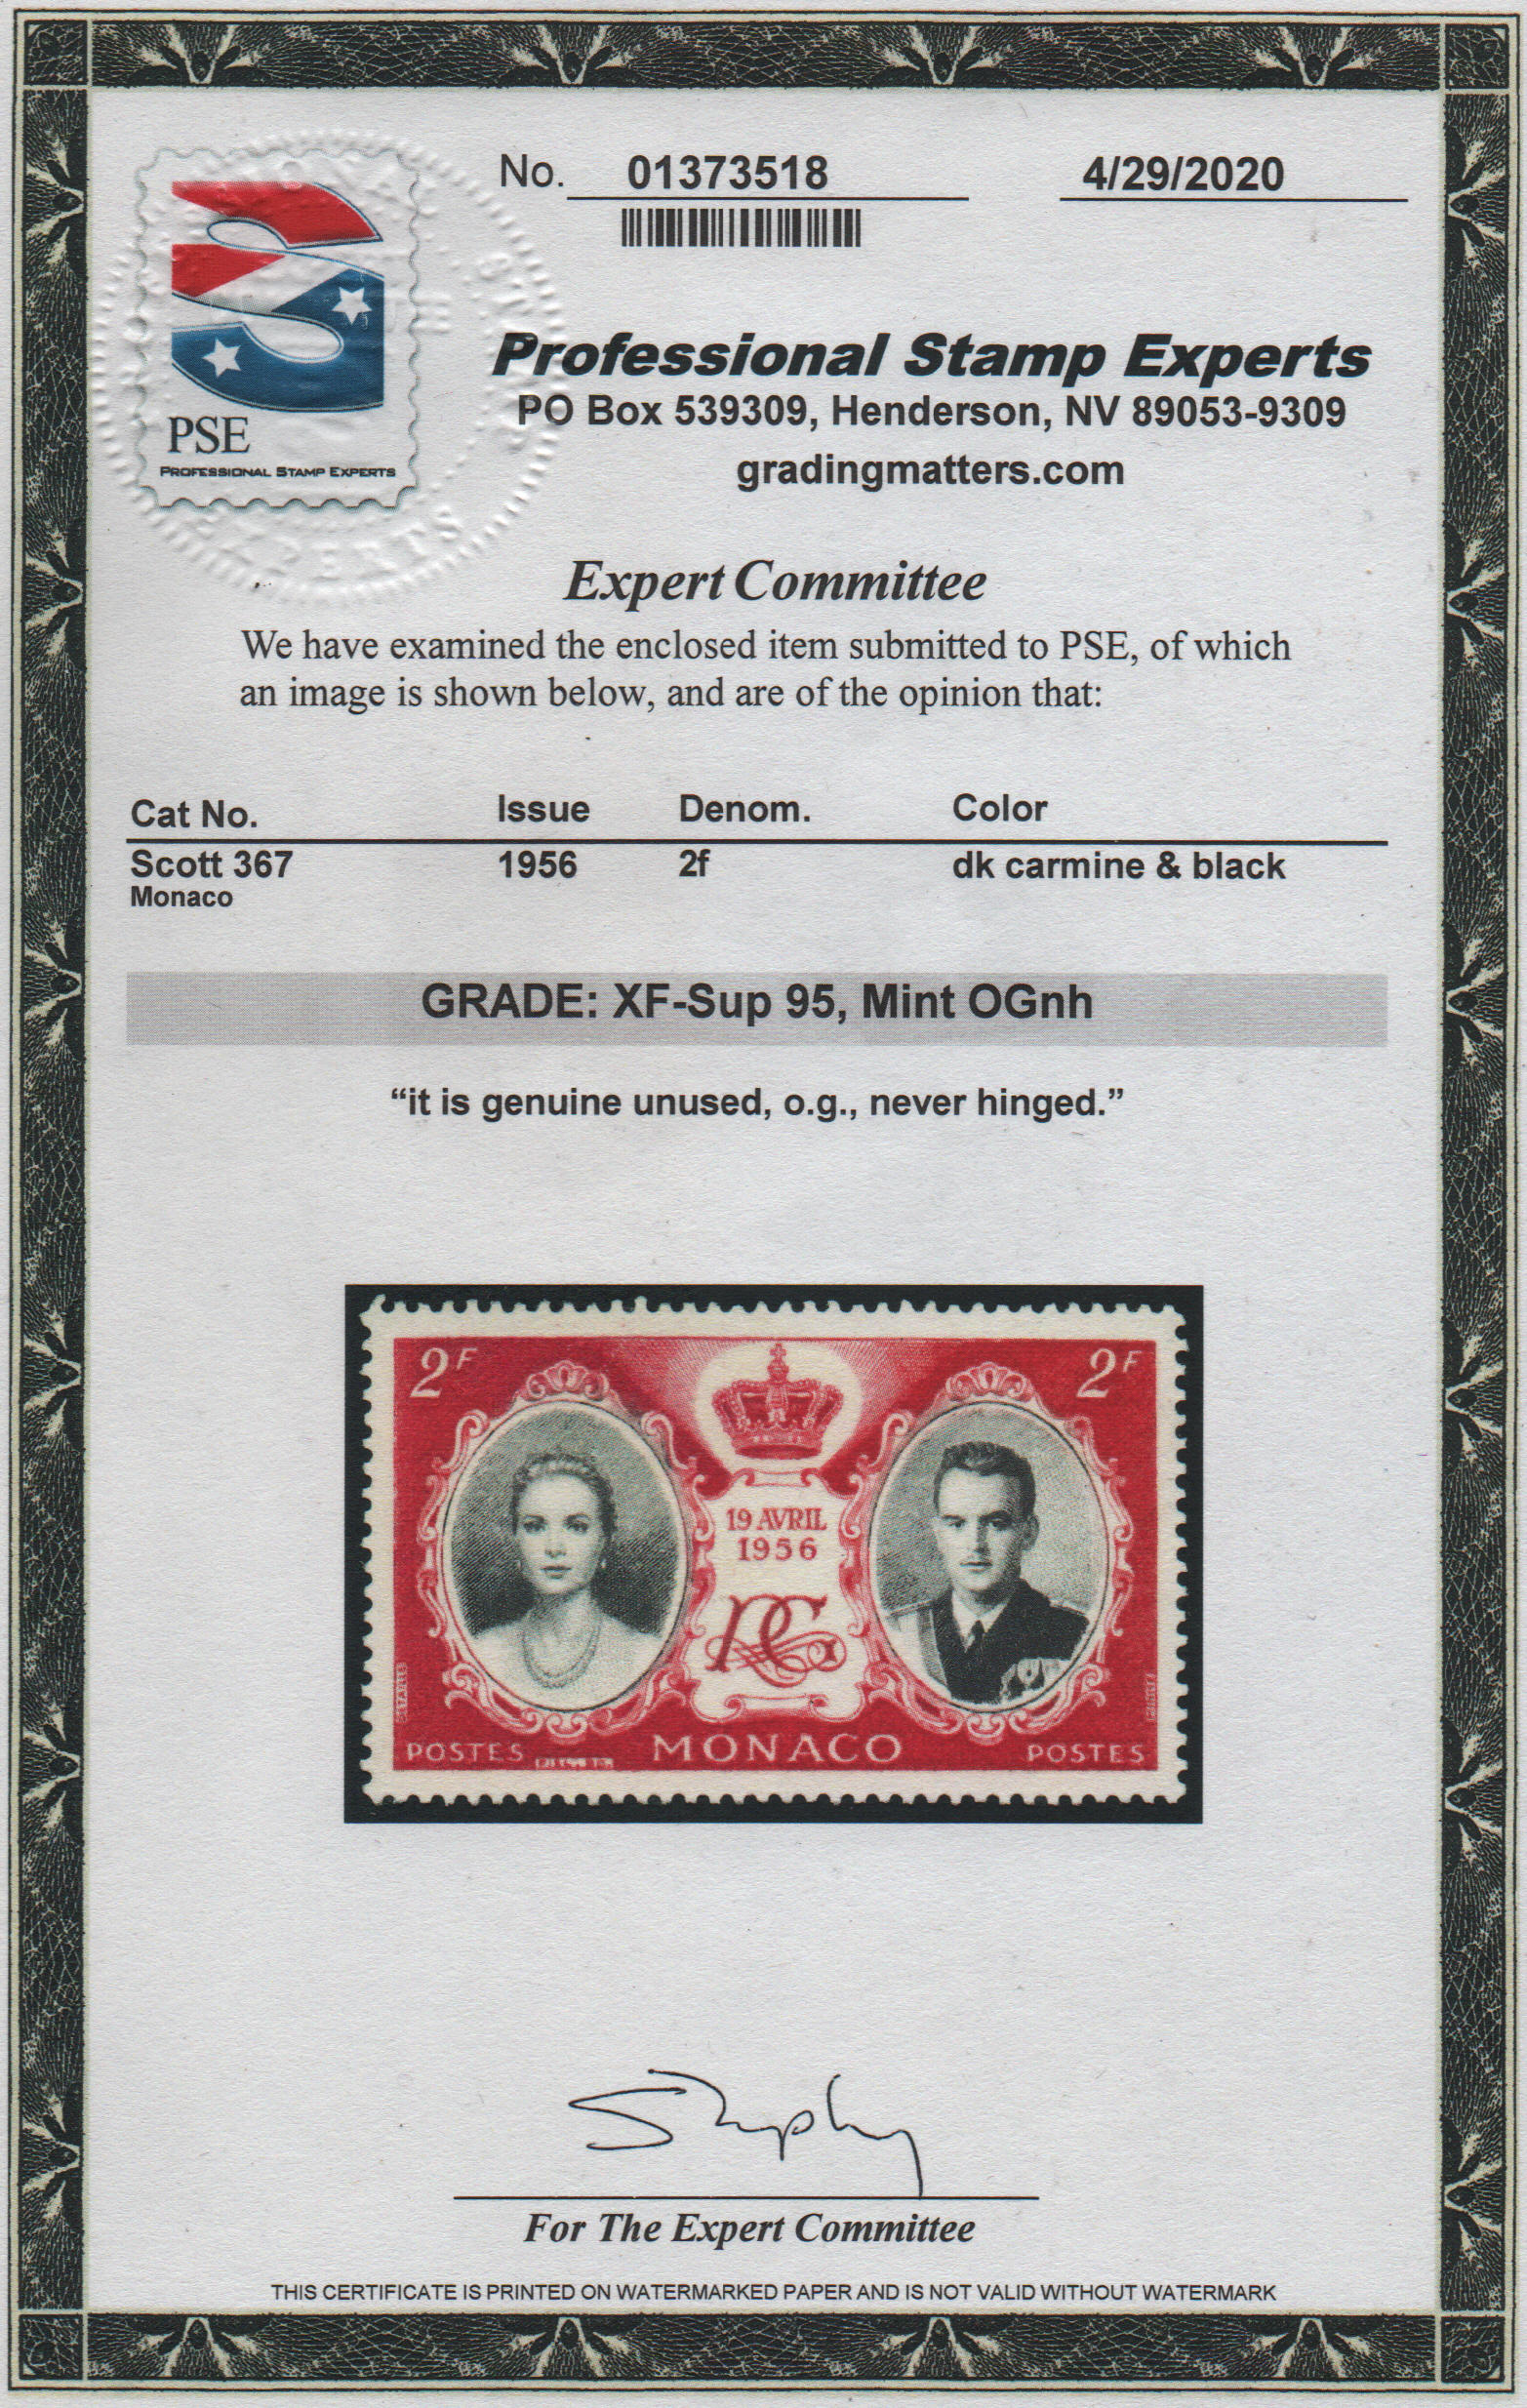 No. 01373518 4/29/2020
PSE
PROFESSIONAL STAMP EXPERTS
Professional Stamp Experts
PO Box 539309, Henderson, NV 89053-9309
gradingmatters.com
EXPERTS
Expert Committee
We have examined the enclosed item submitted to PSE, of which
an image is shown below, and are of the opinion that:
Cat No. Issue Denom. Color
Scott 367 1956 2f dk carmine & black
Monaco
GRADE: XF-Sup 95, Mint OGnh
“it is genuine unused, o.g., never hinged.”
2F 2F
19 AVRIL
1956
POSTES MONACO POSTES
For The Expert Committee
THIS CERTIFICATE IS PRINTED ON WATERMARKED PAPER AND IS NOT VALID WITHOUT WATERMARK